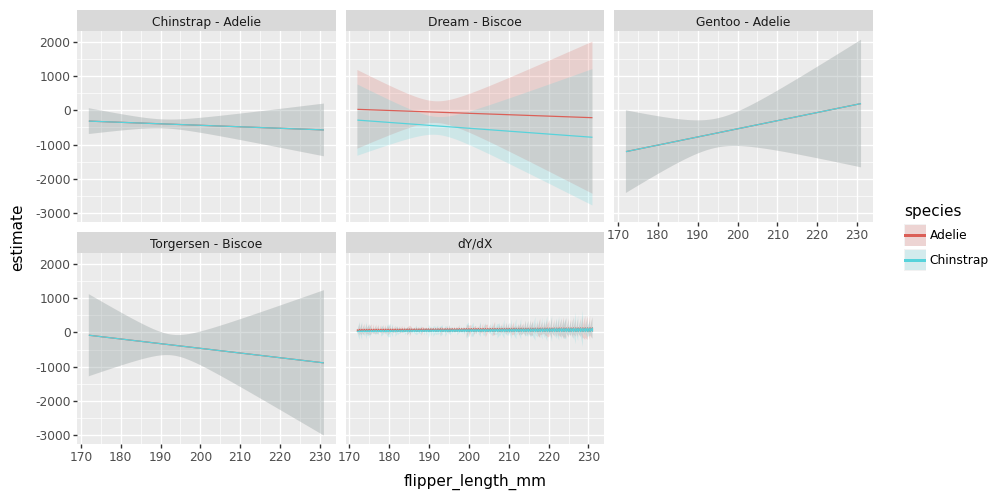 Chinstrap - Adelie
Dream - Biscoe
Gentoo - Adelie
2000
1000
0
-1000
-2000
-3000
170 180 190 200 210 220 230
species
Adelie
Chinstrap
estimate
Torgersen - Biscoe
dY/dX
2000
1000
0
-1000
-2000
-3000
170 180 190 200 210 220 230
170 180 190 200 210 220 230
flipper_length_mm